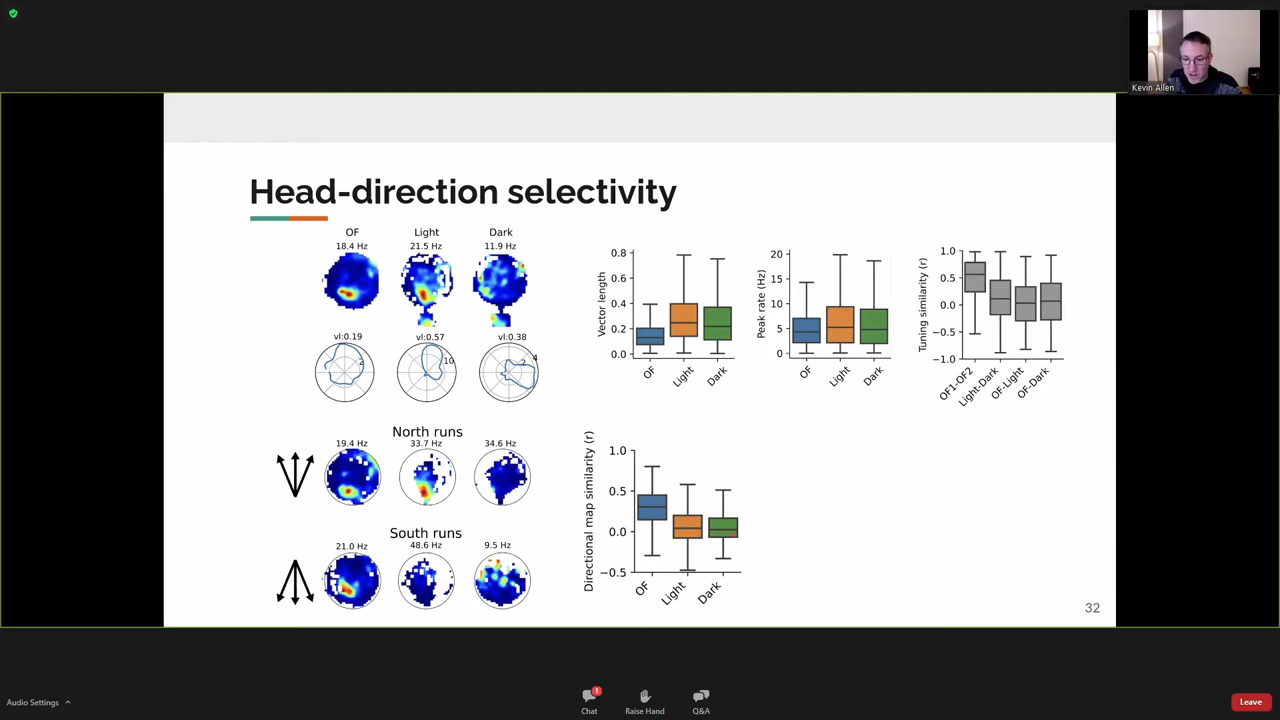 Kevin Allen
Head-direction selectivity
OF Light Dark
18.4 Hz 21.5 Hz 11.9 Hz
vl:0.19 vl:0.57 vl:0.38
2 10 2 4
North runs
19.4 Hz 33.7 Hz 34.6 Hz
South runs
21.0 Hz 48.6 Hz 9.5 Hz
Vector length
0.8
0.6
0.4
0.2
0.0
OF Light Dark
Peak rate (Hz)
20
15
10
5
0
OF Light Dark
Tuning similarity (r)
1.0
0.5
0.0
−0.5
−1.0
OF1-OF2 Light-Dark OF-Light OF-Dark
Directional map similarity (r)
1.0
0.5
0.0
−0.5
OF Light Dark
32
Audio Settings
1
Chat
Raise Hand
Q&A
Leave